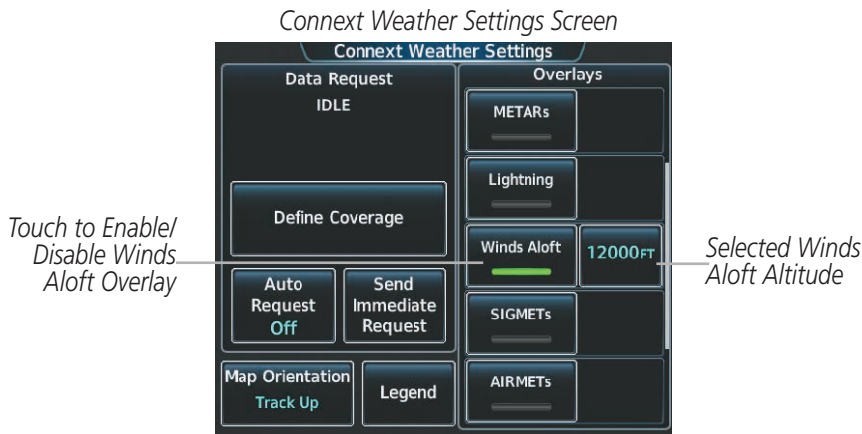 Connext Weather Settings Screen
Connext Weather Settings
Data Request
IDLE
Define Coverage
Auto
Request
Off
Send
Immediate
Request
Map Orientation
Track Up
Legend
Overlays
METARs
Lightning
Winds Aloft
12000FT
SIGMETs
AIRMETs
Touch to Enable/
Disable Winds
Aloft Overlay
Selected Winds
Aloft Altitude